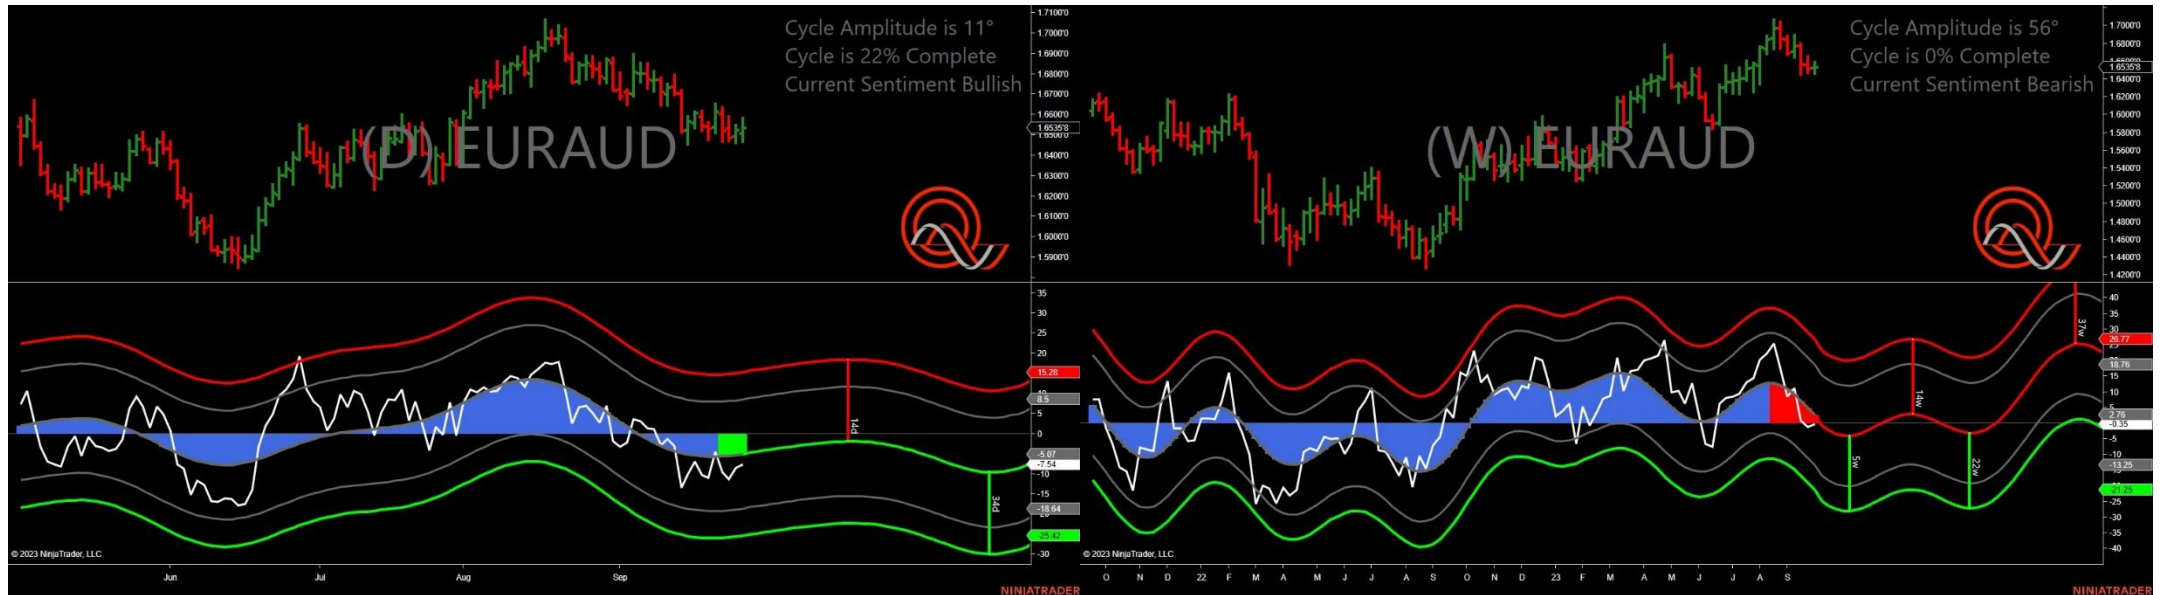 Cycle Amplitude is 11°
Cycle is 22% Complete
Current Sentiment Bullish
(D) EURAUD
1.7100'0
1.7000'0
1.6900'0
1.6800'0
1.6700'0
1.6600'0
1.6535'8
1.6500'0
1.6400'0
1.6300'0
1.6200'0
1.6100'0
1.6000'0
1.5900'0
35
30
25
20
15.28
8.5
5
0
-5.07
-7.54
-10
-15
-18.64
-25.42
-30
14d
34d
© 2023 NinjaTrader, LLC
Jun
Jul
Aug
Sep
NINJATRADER
Cycle Amplitude is 56°
Cycle is 0% Complete
Current Sentiment Bearish
(W) EURAUD
1.7000'0
1.6800'0
1.6535'8
1.6400'0
1.6200'0
1.6000'0
1.5800'0
1.5600'0
1.5400'0
1.5200'0
1.5000'0
1.4800'0
1.4600'0
1.4400'0
1.4200'0
40
35
30
26.77
18.76
15
10
5
2.76
-0.35
-5
-10
-13.25
-21.25
-25
-30
-35
-40
5w
14w
22w
37w
© 2023 NinjaTrader, LLC
O
N
D
22
F
M
A
M
J
J
A
S
O
N
D
23
F
M
A
M
J
J
A
S
NINJATRADER